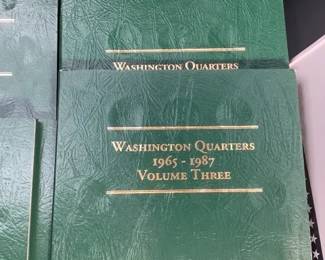 WASHINGTON QUARTERS
WASHINGTON QUARTERS
1965 - 1987
VOLUME THREE